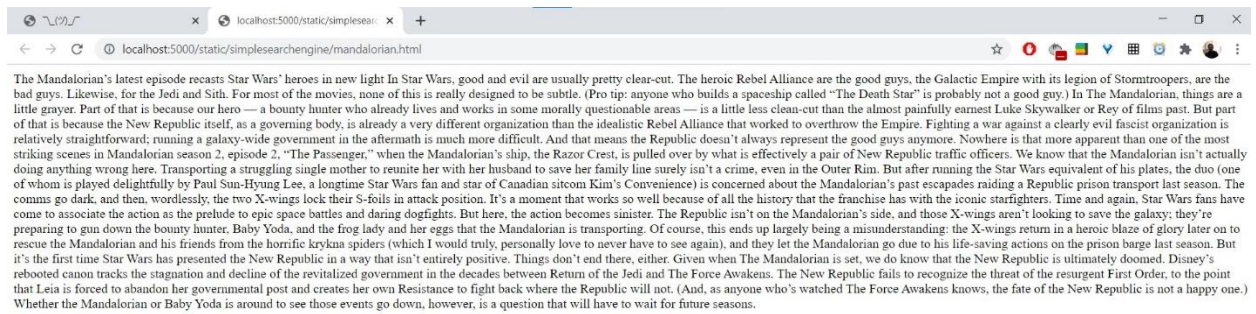 ¯\_(ツ)_/¯
localhost:5000/static/simplesearc
localhost:5000/static/simplesearchengine/mandalorian.html
The Mandalorian’s latest episode recasts Star Wars’ heroes in new light In Star Wars, good and evil are usually pretty clear-cut. The heroic Rebel Alliance are the good guys, the Galactic Empire with its legion of Stormtroopers, are the
bad guys. Likewise, for the Jedi and Sith. For most of the movies, none of this is really designed to be subtle. (Pro tip: anyone who builds a spaceship called “The Death Star” is probably not a good guy.) In The Mandalorian, things are a
little grayer. Part of that is because our hero — a bounty hunter who already lives and works in some morally questionable areas — is a little less clean-cut than the almost painfully earnest Luke Skywalker or Rey of films past. But part
of that is because the New Republic itself, as a governing body, is already a very different organization than the idealistic Rebel Alliance that worked to overthrow the Empire. Fighting a war against a clearly evil fascist organization is
relatively straightforward; running a galaxy-wide government in the aftermath is much more difficult. And that means the Republic doesn’t always represent the good guys anymore. Nowhere is that more apparent than one of the most
striking scenes in Mandalorian season 2, episode 2, “The Passenger,” when the Mandalorian’s ship, the Razor Crest, is pulled over by what is effectively a pair of New Republic traffic officers. We know that the Mandalorian isn’t actually
doing anything wrong here. Transporting a struggling single mother to reunite her with her husband to save her family line surely isn’t a crime, even in the Outer Rim. But after running the Star Wars equivalent of his plates, the duo (one
of whom is played delightfully by Paul Sun-Hyung Lee, a longtime Star Wars fan and star of Canadian sitcom Kim’s Convenience) is concerned about the Mandalorian’s past escapades raiding a Republic prison transport last season. The
comms go dark, and then, wordlessly, the two X-wings lock their S-foils in attack position. It’s a moment that works so well because of all the history that the franchise has with the iconic starfighters. Time and again, Star Wars fans have
come to associate the action as the prelude to epic space battles and daring dogfights. But here, the action becomes sinister. The Republic isn’t on the Mandalorian’s side, and those X-wings aren’t looking to save the galaxy; they’re
preparing to gun down the bounty hunter, Baby Yoda, and the frog lady and her eggs that the Mandalorian is transporting. Of course, this ends up largely being a misunderstanding: the X-wings return in a heroic blaze of glory later on to
rescue the Mandalorian and his friends from the horrific krykna spiders (which I would truly, personally love to never have to see again), and they let the Mandalorian go due to his life-saving actions on the prison barge last season. But
it’s the first time Star Wars has presented the New Republic in a way that isn’t entirely positive. Things don’t end there, either. Given when The Mandalorian is set, we do know that the New Republic is ultimately doomed. Disney’s
rebooted canon tracks the stagnation and decline of the revitalized government in the decades between Return of the Jedi and The Force Awakens. The New Republic fails to recognize the threat of the resurgent First Order, to the point
that Leia is forced to abandon her governmental post and creates her own Resistance to fight back where the Republic will not. (And, as anyone who’s watched The Force Awakens knows, the fate of the New Republic is not a happy one.)
Whether the Mandalorian or Baby Yoda is around to see those events go down, however, is a question that will have to wait for future seasons.